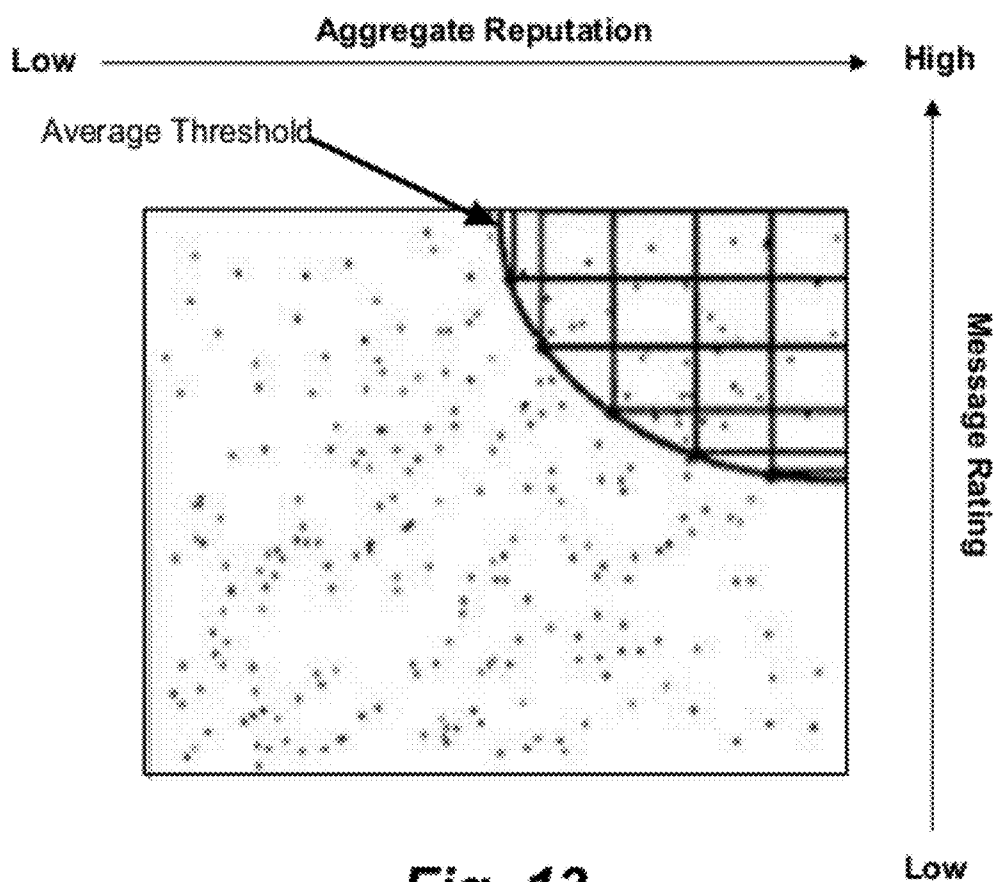 Aggregate Reputation
Low
High
Average Threshold
Message Rating
Low